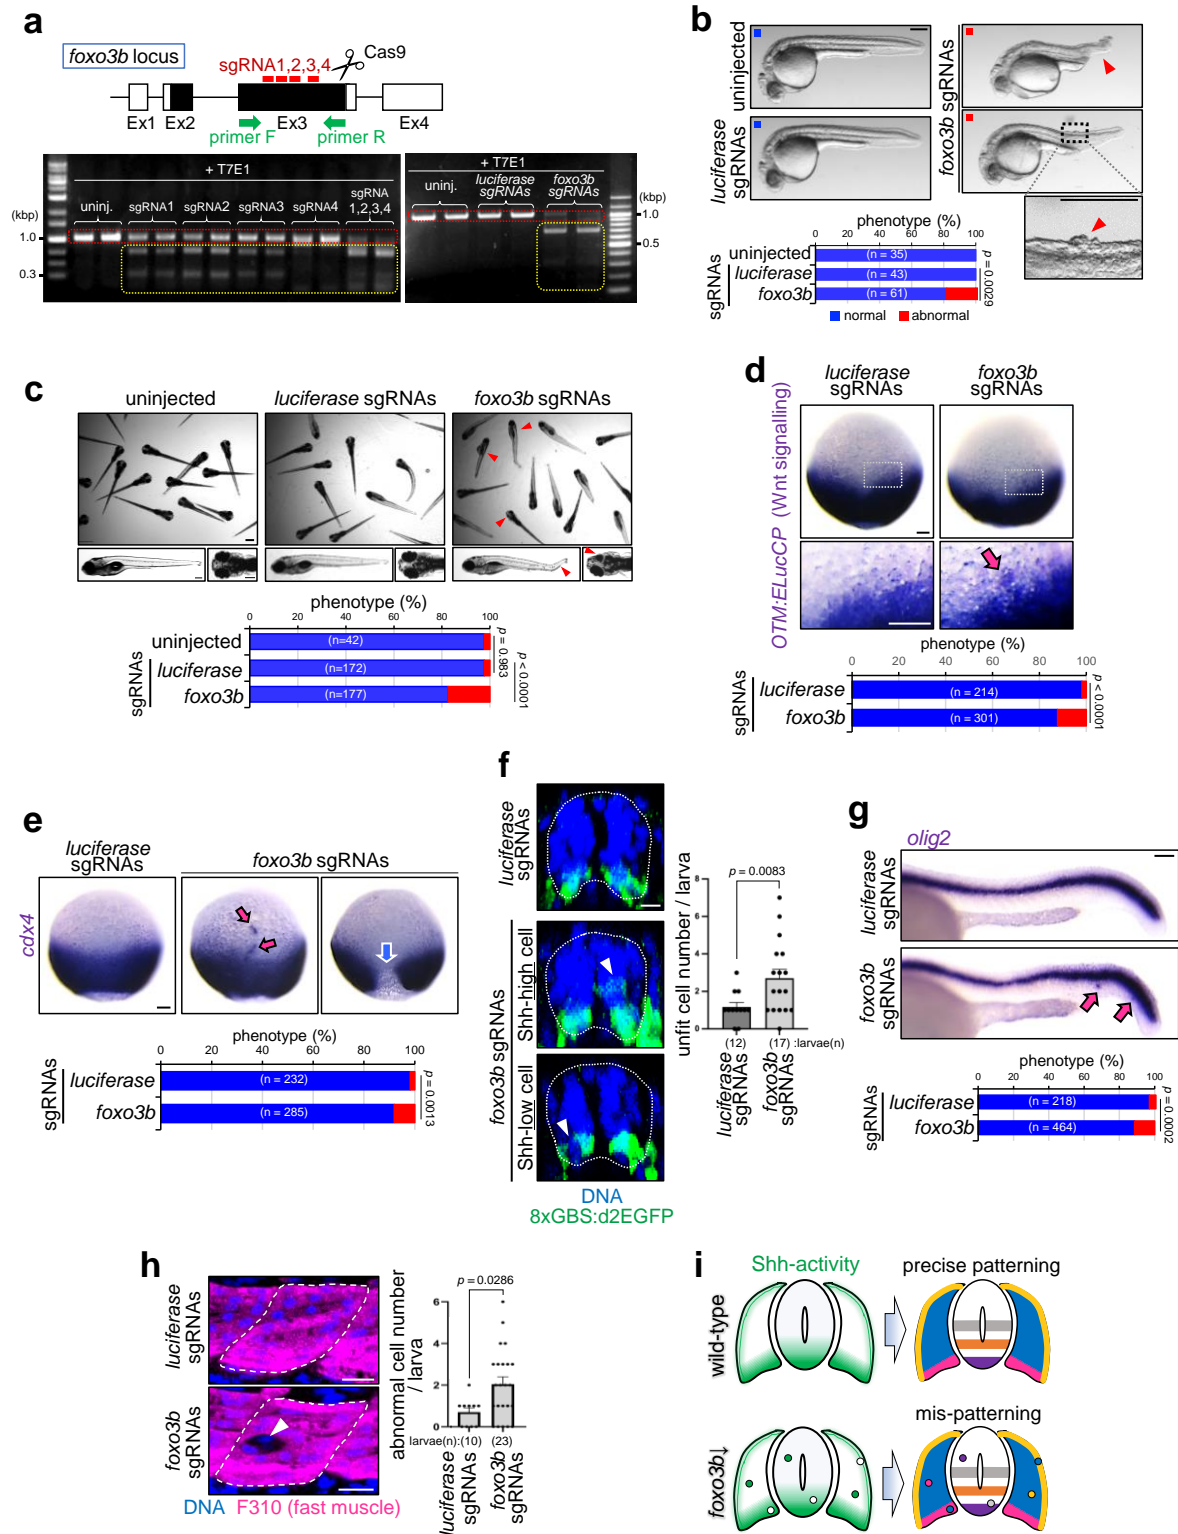 a
foxo3b locus
sgRNA1,2,3,4
Cas9
Ex1
Ex2
Ex3
Ex4
primer F
primer R
+ T7E1
uninj.
sgRNA1
sgRNA2
sgRNA3
sgRNA4
sgRNA
1,2,3,4
(kbp)
1.0
0.3
+ T7E1
uninj.
luciferase
sgRNAs
foxo3b
sgRNAs
(kbp)
1.0
0.5
b
uninjected
luciferase
sgRNAs
foxo3b sgRNAs
phenotype (%)
0 20 40 60 80 100
uninjected
(n = 35)
luciferase
(n = 43)
foxo3b
(n = 61)
sgRNAs
p = 0.0029
normal
abnormal
c
uninjected
luciferase sgRNAs
foxo3b sgRNAs
phenotype (%)
0 20 40 60 80 100
uninjected
(n=42)
luciferase
(n=172)
foxo3b
(n=177)
sgRNAs
p = 0.983
p < 0.0001
d
luciferase
sgRNAs
foxo3b
sgRNAs
OTM:ELucCP (Wnt signalling)
phenotype (%)
0 20 40 60 80 100
luciferase
(n = 214)
foxo3b
(n = 301)
sgRNAs
p < 0.0001
e
luciferase
sgRNAs
foxo3b sgRNAs
cdx4
phenotype (%)
0 20 40 60 80 100
luciferase
(n = 232)
foxo3b
(n = 285)
sgRNAs
p = 0.0013
f
luciferase
sgRNAs
foxo3b sgRNAs
Shh-high cell
Shh-low cell
DNA
8xGBS:d2EGFP
unfit cell number / larva
p = 0.0083
8
6
4
2
0
(12)
(17)
:larvae(n)
luciferase
sgRNAs
foxo3b
sgRNAs
g
olig2
luciferase
sgRNAs
foxo3b
sgRNAs
phenotype (%)
0 20 40 60 80 100
luciferase
(n = 218)
foxo3b
(n = 464)
sgRNAs
p = 0.0002
h
luciferase
sgRNAs
foxo3b
sgRNAs
DNA F310 (fast muscle)
abnormal cell number
/ larva
p = 0.0286
6
4
2
0
larvae(n):(10)
(23)
luciferase
sgRNAs
foxo3b
sgRNAs
i
Shh-activity
precise patterning
wild-type
mis-patterning
foxo3b↓